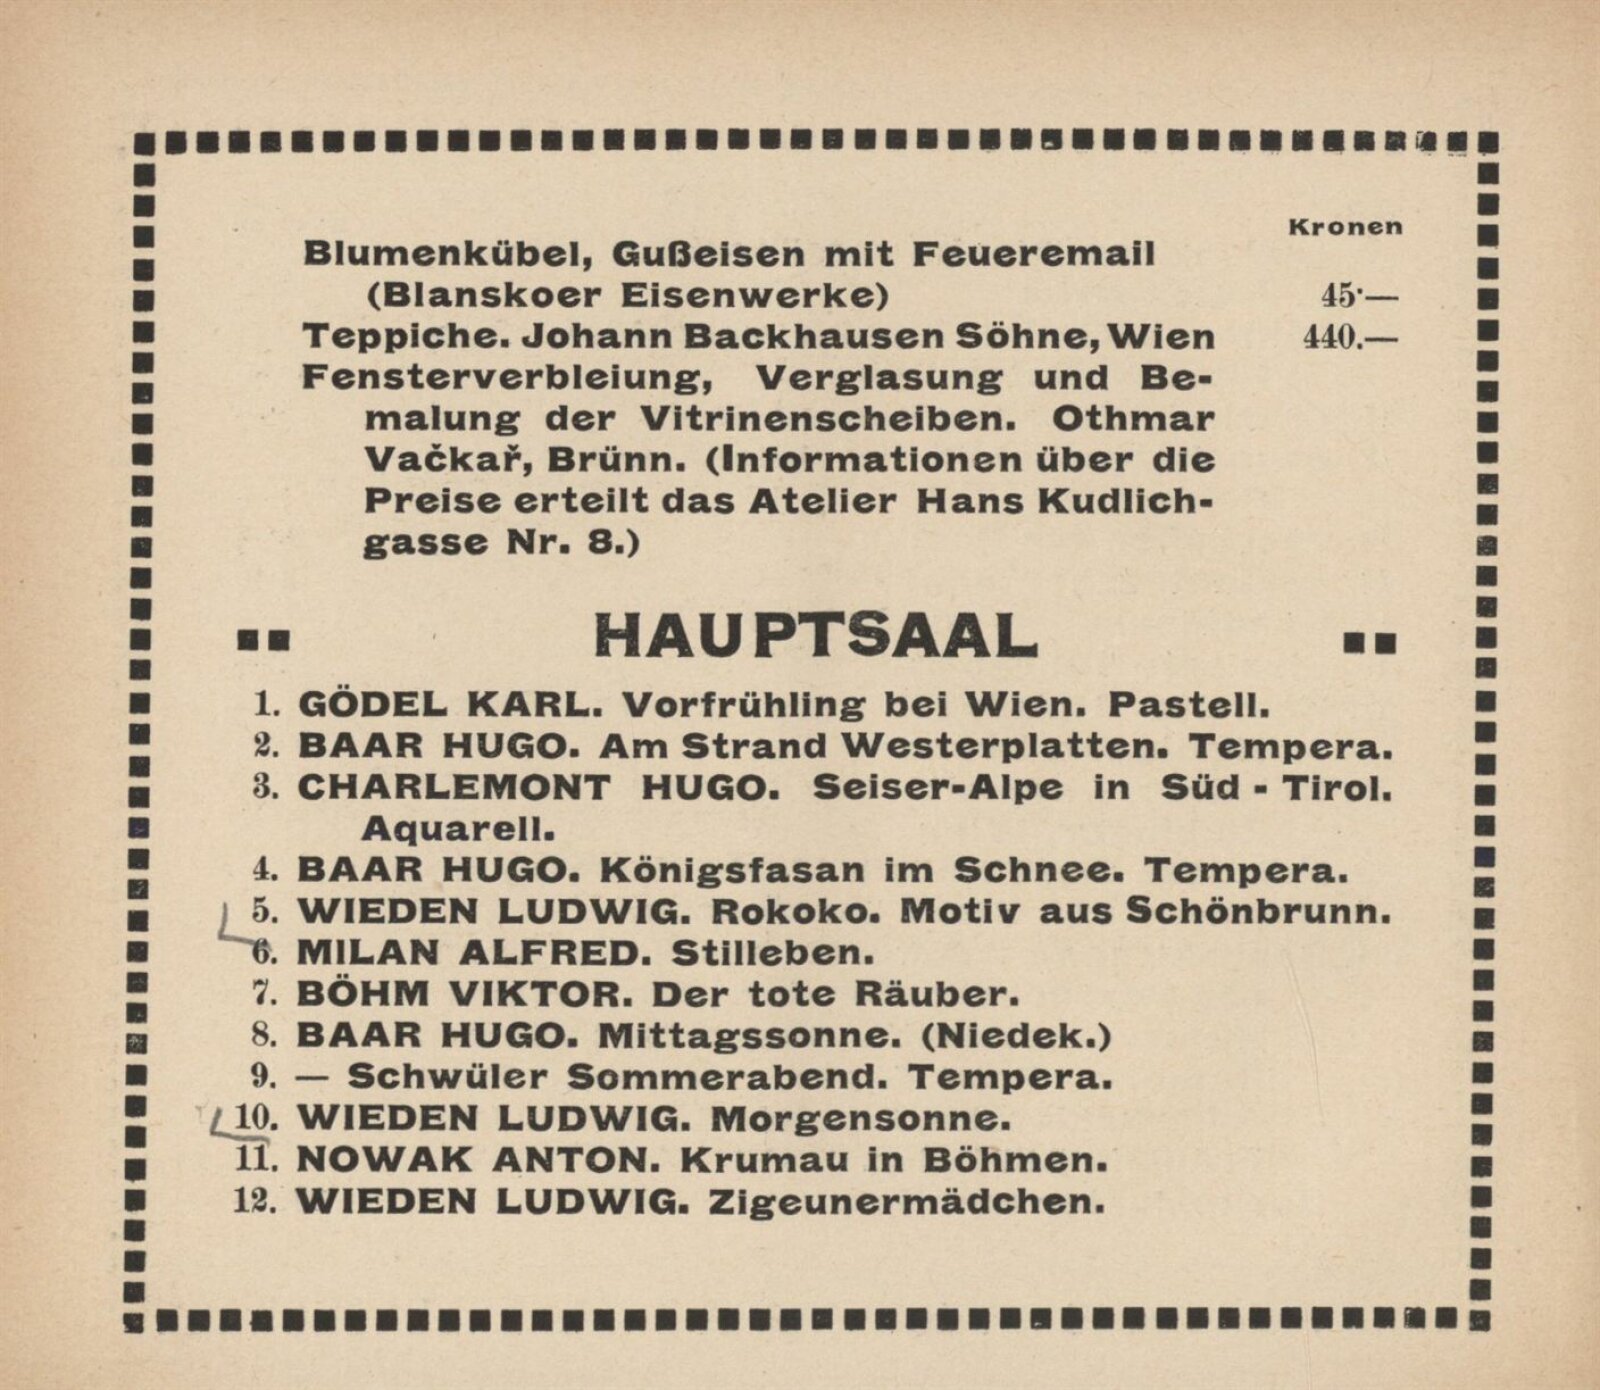 Kronen
Blumenkübel, Gußeisen mit Feueremail
(Blanskoer Eisenwerke) 45·—
Teppiche. Johann Backhausen Söhne, Wien 440.—
Fensterverbleiung, Verglasung und Be-
malung der Vitrinenscheiben. Othmar
Vačkař, Brünn. (Informationen über die
Preise erteilt das Atelier Hans Kudlich-
gasse Nr. 8.)
HAUPTSAAL
1. GÖDEL KARL. Vorfrühling bei Wien. Pastell.
2. BAAR HUGO. Am Strand Westerplatten. Tempera.
3. CHARLEMONT HUGO. Seiser-Alpe in Süd - Tirol.
Aquarell.
4. BAAR HUGO. Königsfasan im Schnee. Tempera.
5. WIEDEN LUDWIG. Rokoko. Motiv aus Schönbrunn.
6. MILAN ALFRED. Stilleben.
7. BÖHM VIKTOR. Der tote Räuber.
8. BAAR HUGO. Mittagssonne. (Niedek.)
9. — Schwüler Sommerabend. Tempera.
10. WIEDEN LUDWIG. Morgensonne.
11. NOWAK ANTON. Krumau in Böhmen.
12. WIEDEN LUDWIG. Zigeunermädchen.